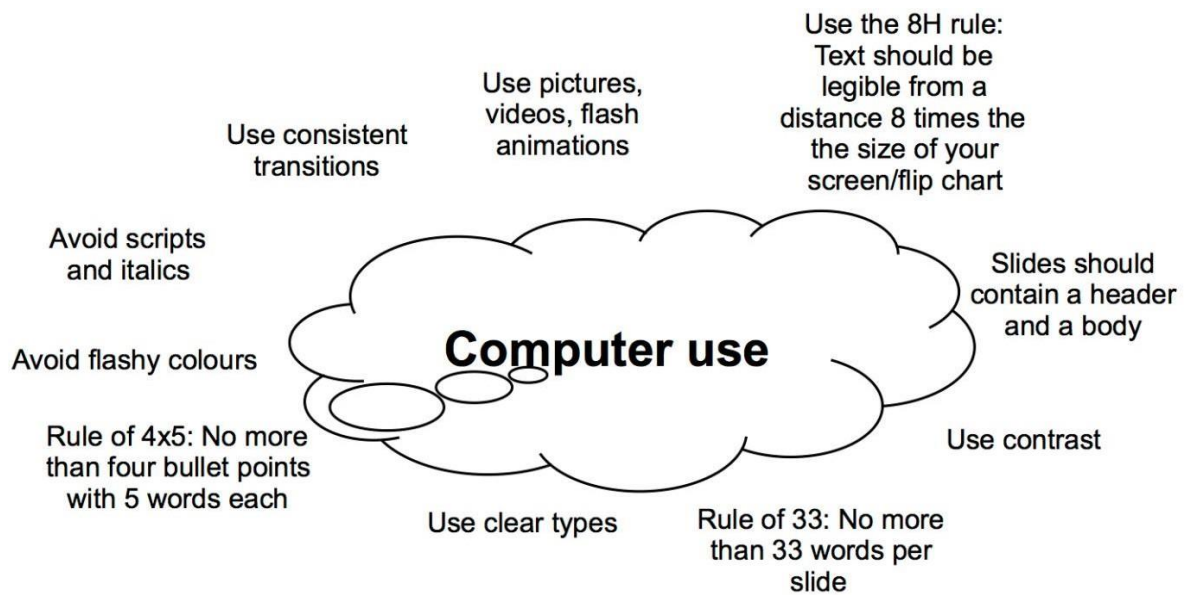 Use the 8H rule:
Text should be
legible from a
distance 8 times the
the size of your
screen/flip chart
Use pictures,
videos, flash
animations
Use consistent
transitions
Avoid scripts
and italics
Slides should
contain a header
and a body
Computer use
Avoid flashy colours
Rule of 4x5: No more
than four bullet points
with 5 words each
Use contrast
Use clear types
Rule of 33: No more
than 33 words per
slide